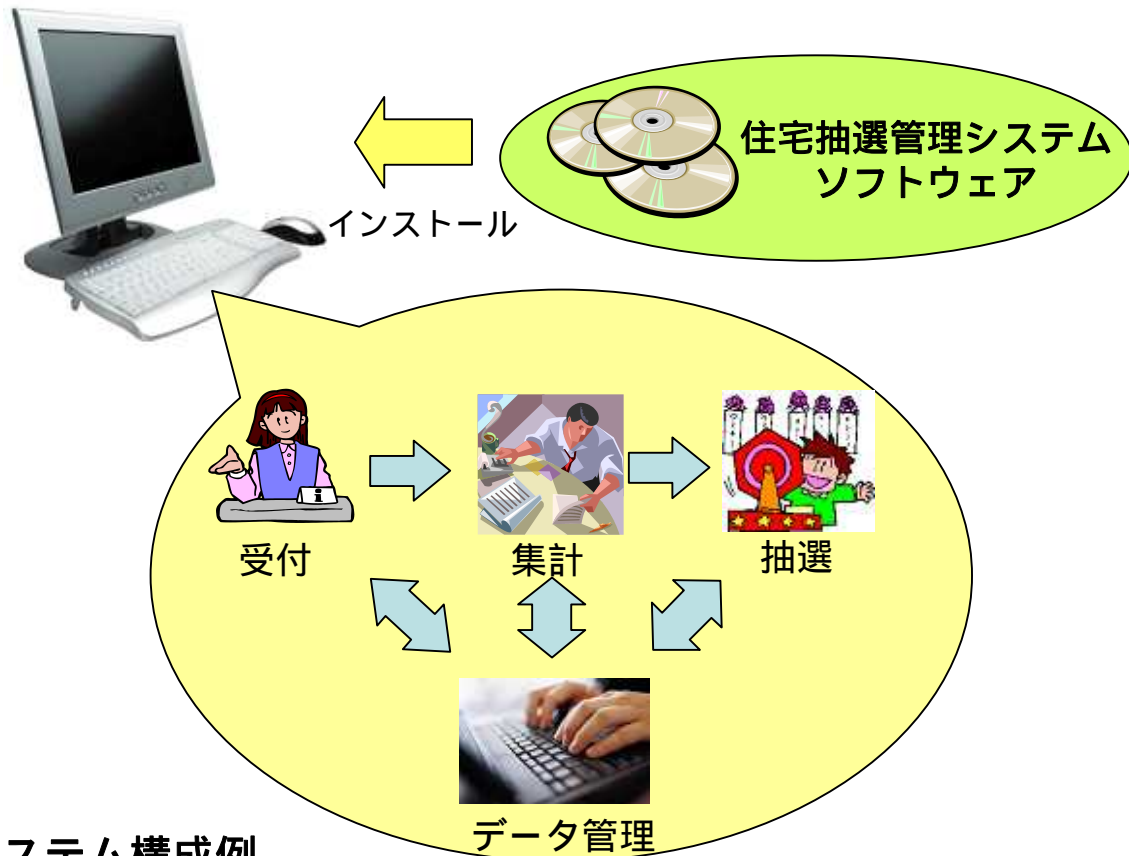 住宅抽選管理システム
ソフトウェア
インストール
i
受付
集計
抽選
データ管理
ステム構成例